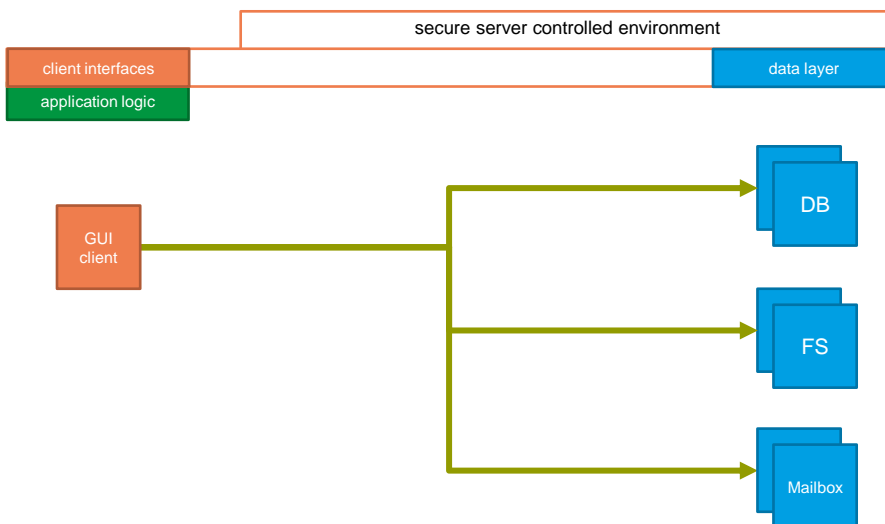 secure server controlled environment
client interfaces
data layer
application logic
DB
GUI
client
FS
Mailbox